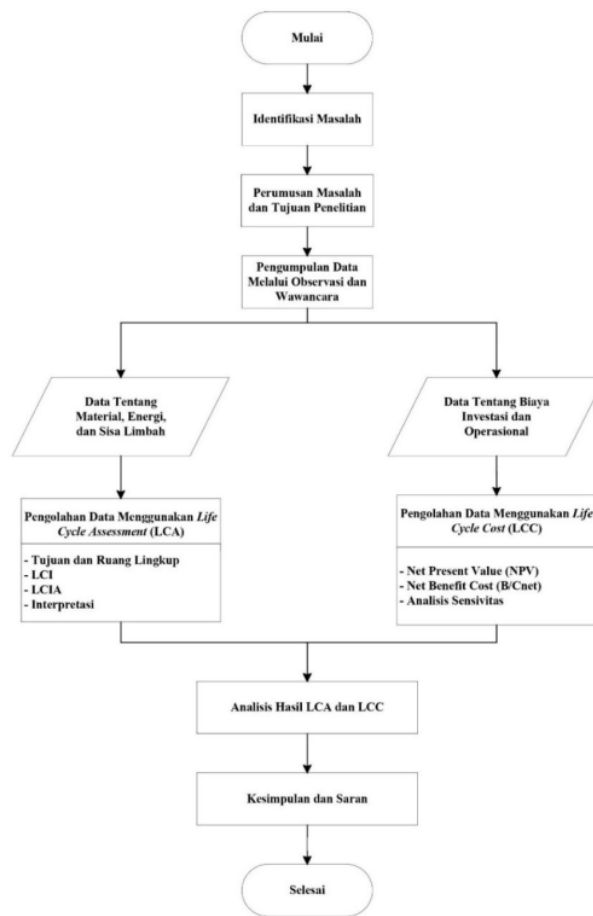 Mulai
Identifikasi Masalah
Perumusan Masalah
dan Tujuan Penelitian
Pengumpulan Data
Melalui Observasi dan
Wawancara
Data Tentang
Material, Energi,
dan Sisa Limbah
Data Tentang Biaya
Investasi dan
Operasional
Pengolahan Data Menggunakan Life
Cycle Assessment (LCA)
- Tujuan dan Ruang Lingkup
- LCI
- LCIA
- Interpretasi
Pengolahan Data Menggunakan Life
Cycle Cost (LCC)
- Net Present Value (NPV)
- Net Benefit Cost (B/Cnet)
- Analisis Sensivitas
Analisis Hasil LCA dan LCC
Kesimpulan dan Saran
Selesai